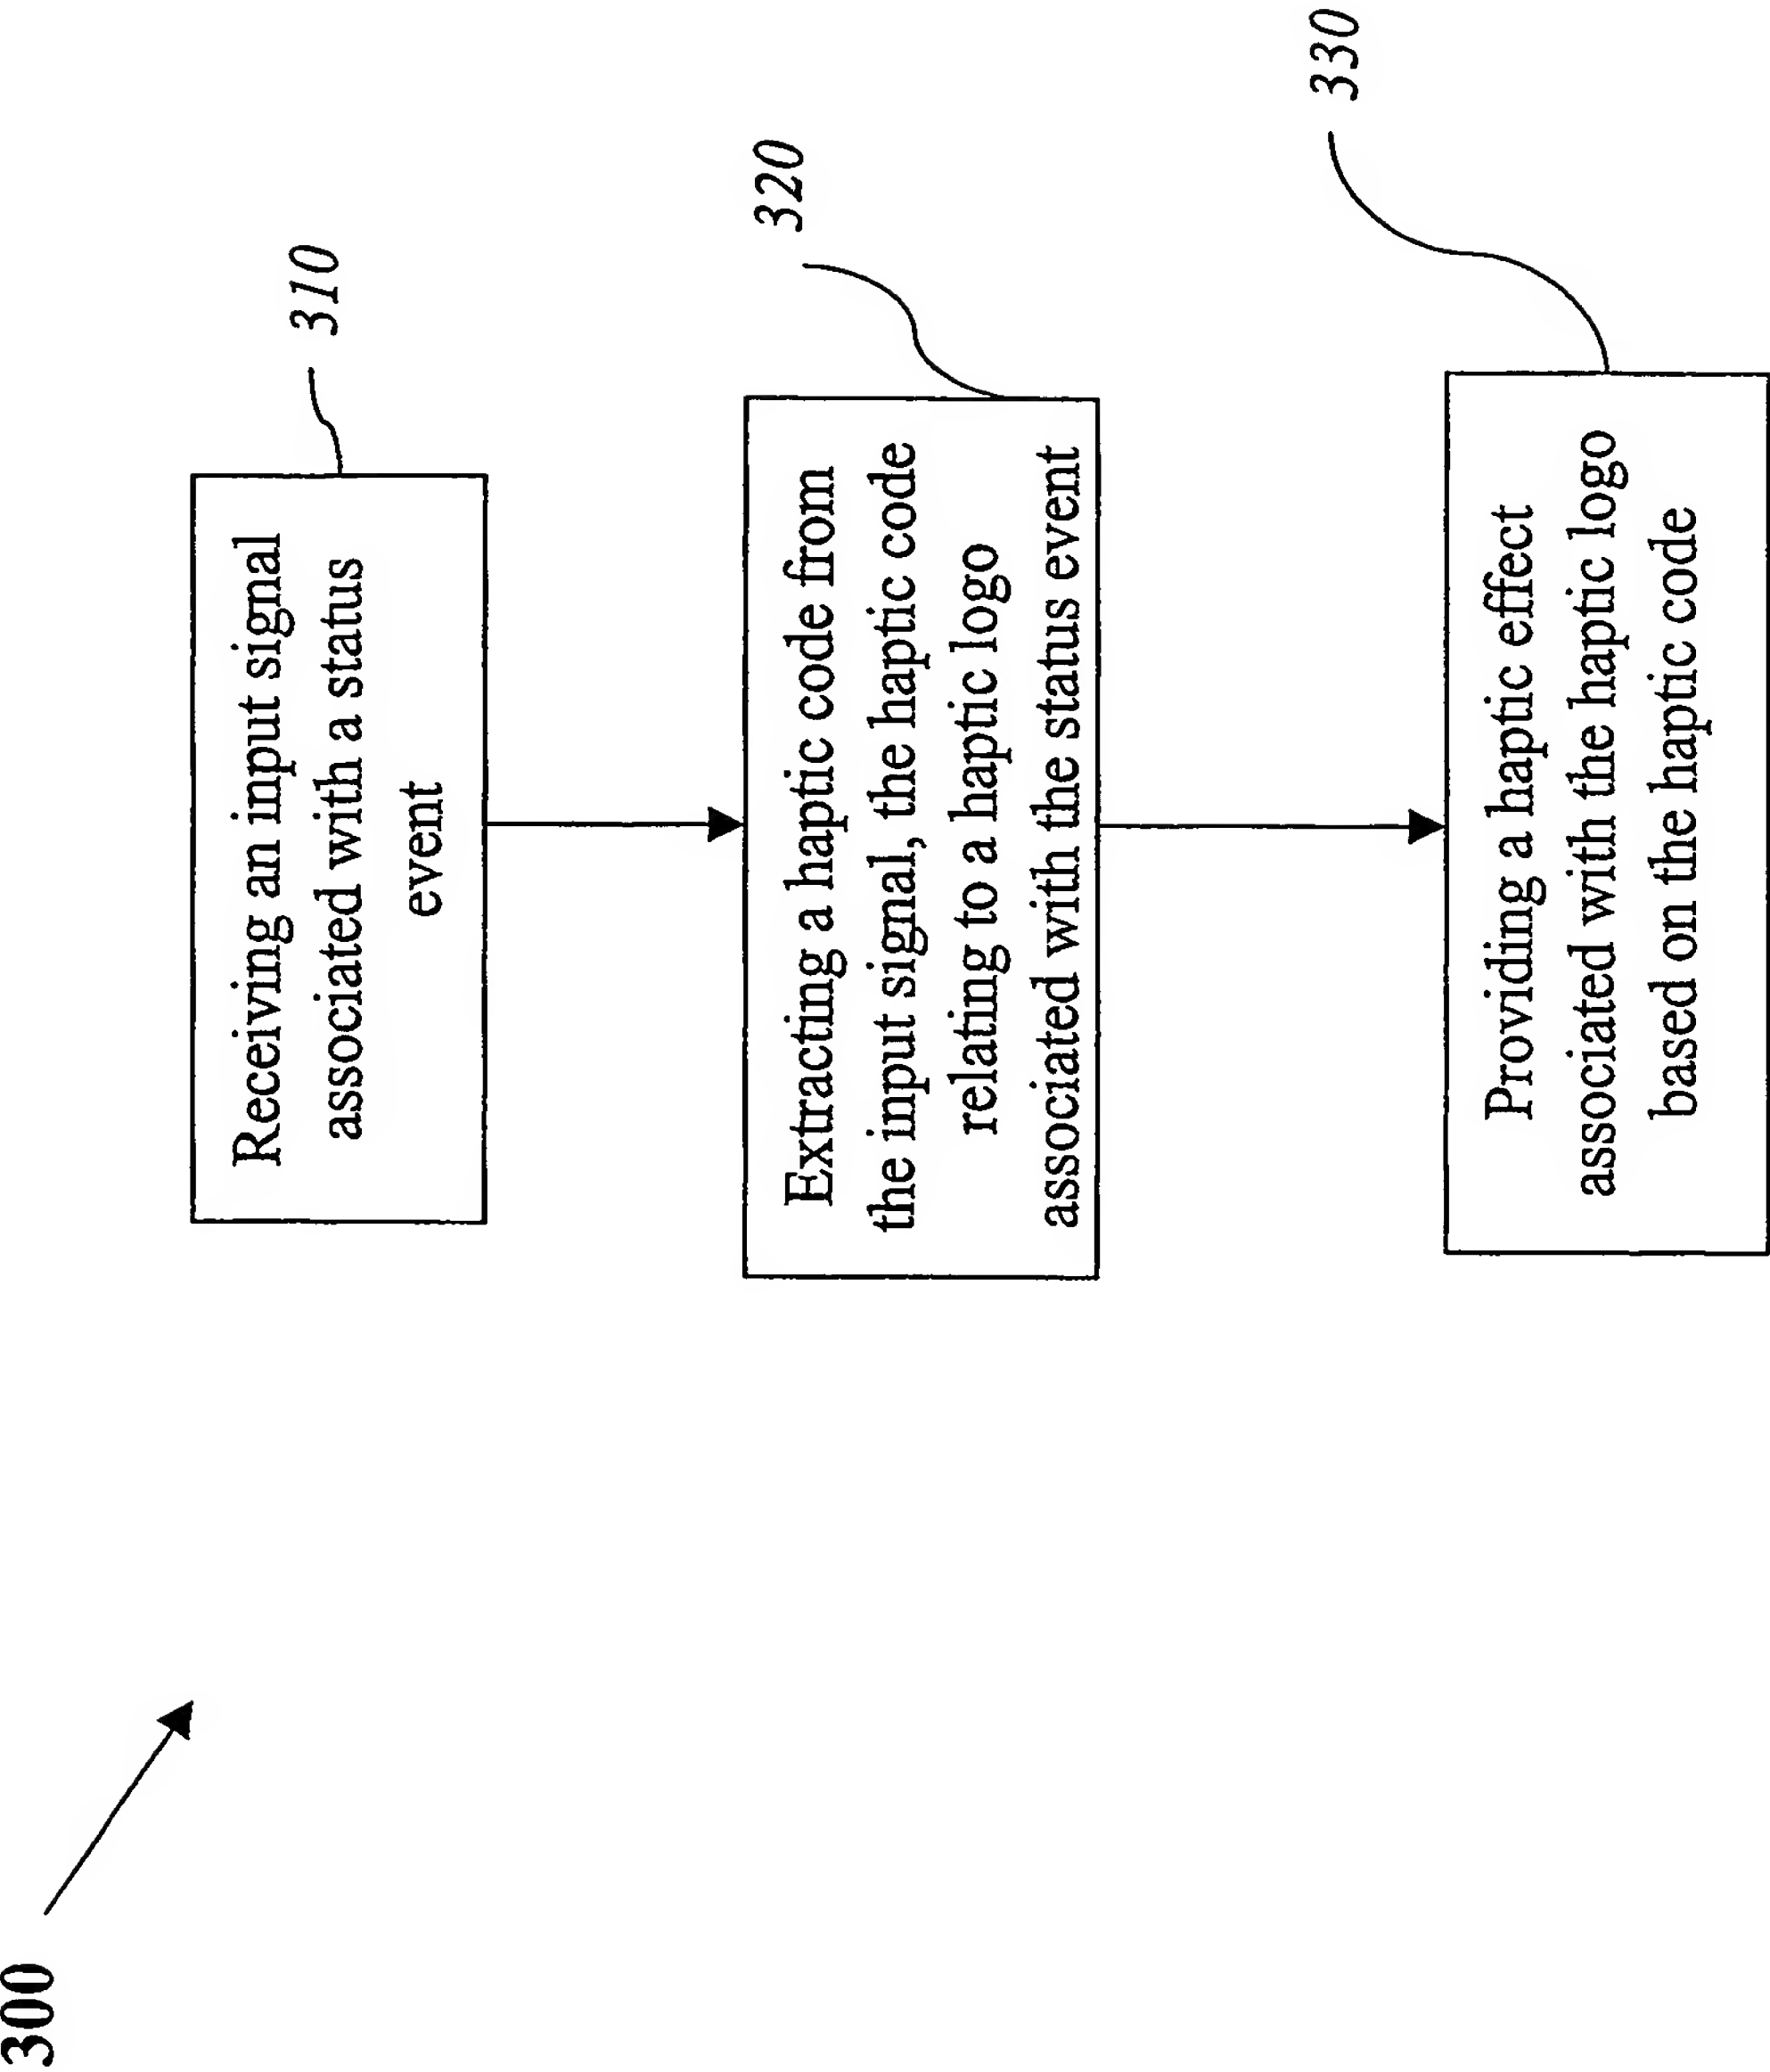 300
310
Receiving an input signal
associated with a status
event
320
Extracting a haptic code from
the input signal, the haptic code
relating to a haptic logo
associated with the status event
330
Providing a haptic effect
associated with the haptic logo
based on the haptic code